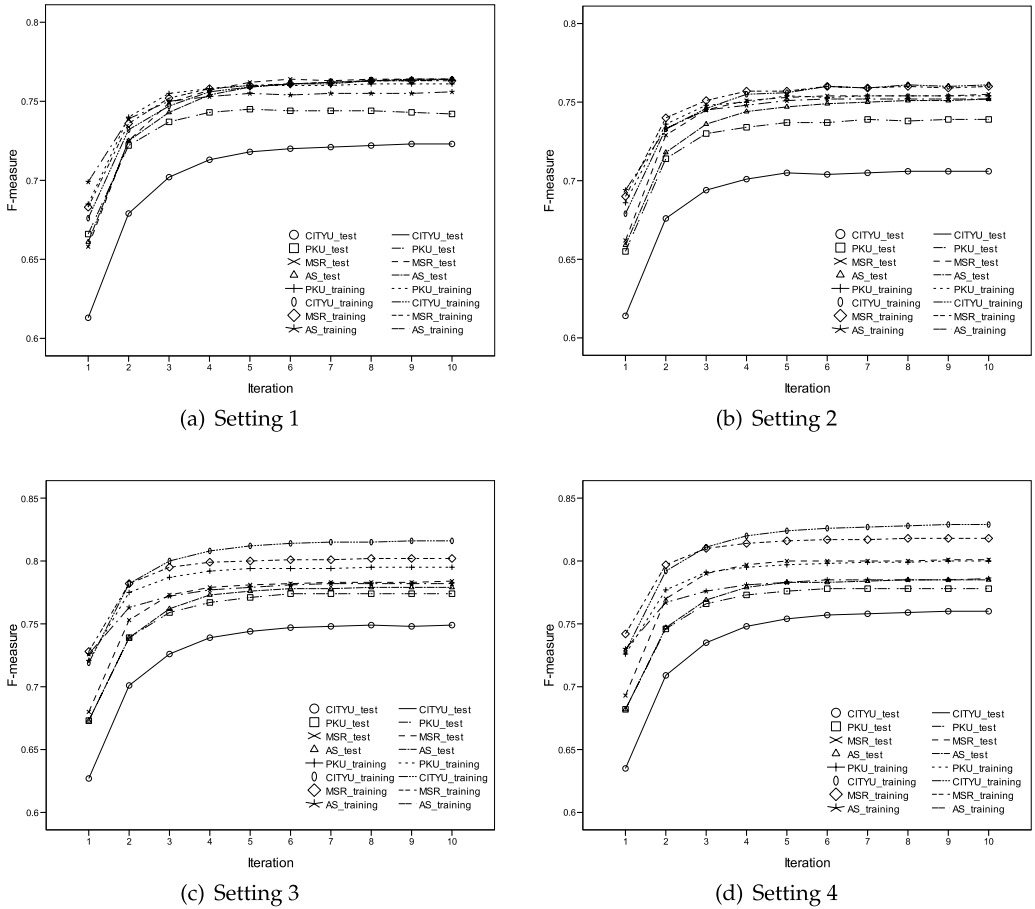 0.8
0.75
0.7
0.65
0.6
F-measure
CITYU_test CITYU_test
PKU_test PKU_test
MSR_test MSR_test
AS_test AS_test
PKU_training PKU_training
CITYU_training CITYU_training
MSR_training MSR_training
AS_training AS_training
1 2 3 4 5 6 7 8 9 10
Iteration
(a) Setting 1
0.8
0.75
0.7
0.65
0.6
F-measure
CITYU_test CITYU_test
PKU_test PKU_test
MSR_test MSR_test
AS_test AS_test
PKU_training PKU_training
CITYU_training CITYU_training
MSR_training MSR_training
AS_training AS_training
1 2 3 4 5 6 7 8 9 10
Iteration
(b) Setting 2
0.85
0.8
0.75
0.7
0.65
0.6
F-measure
CITYU_test CITYU_test
PKU_test PKU_test
MSR_test MSR_test
AS_test AS_test
PKU_training PKU_training
CITYU_training CITYU_training
MSR_training MSR_training
AS_training AS_training
1 2 3 4 5 6 7 8 9 10
Iteration
(c) Setting 3
0.85
0.8
0.75
0.7
0.65
0.6
F-measure
CITYU_test CITYU_test
PKU_test PKU_test
MSR_test MSR_test
AS_test AS_test
PKU_training PKU_training
CITYU_training CITYU_training
MSR_training MSR_training
AS_training AS_training
1 2 3 4 5 6 7 8 9 10
Iteration
(d) Setting 4